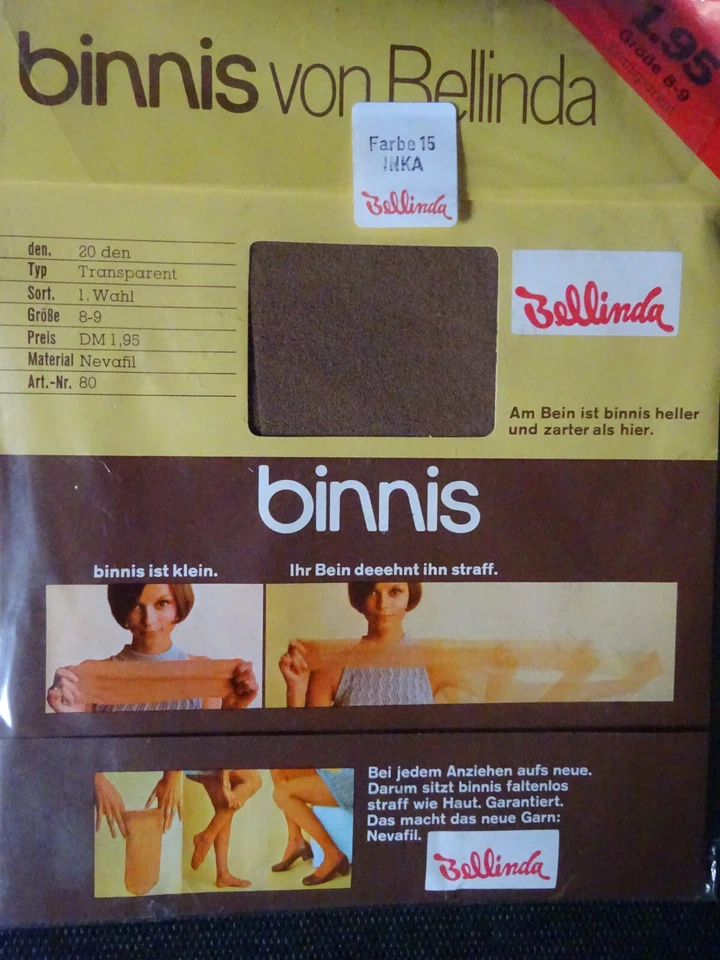 binnis von Bellinda
1.95
Größe 8-9
Transparent
Farbe 15
INKA
Bellinda
den. 20 den
Typ Transparent
Sort. 1. Wahl
Größe 8-9
Preis DM 1,95
Material Nevafil
Art.-Nr. 80
Bellinda
Am Bein ist binnis heller
und zarter als hier.
binnis
binnis ist klein.
Ihr Bein deeehnt ihn straff.
Bei jedem Anziehen aufs neue.
Darum sitzt binnis faltenlos
straff wie Haut. Garantiert.
Das macht das neue Garn:
Nevafil.
Bellinda